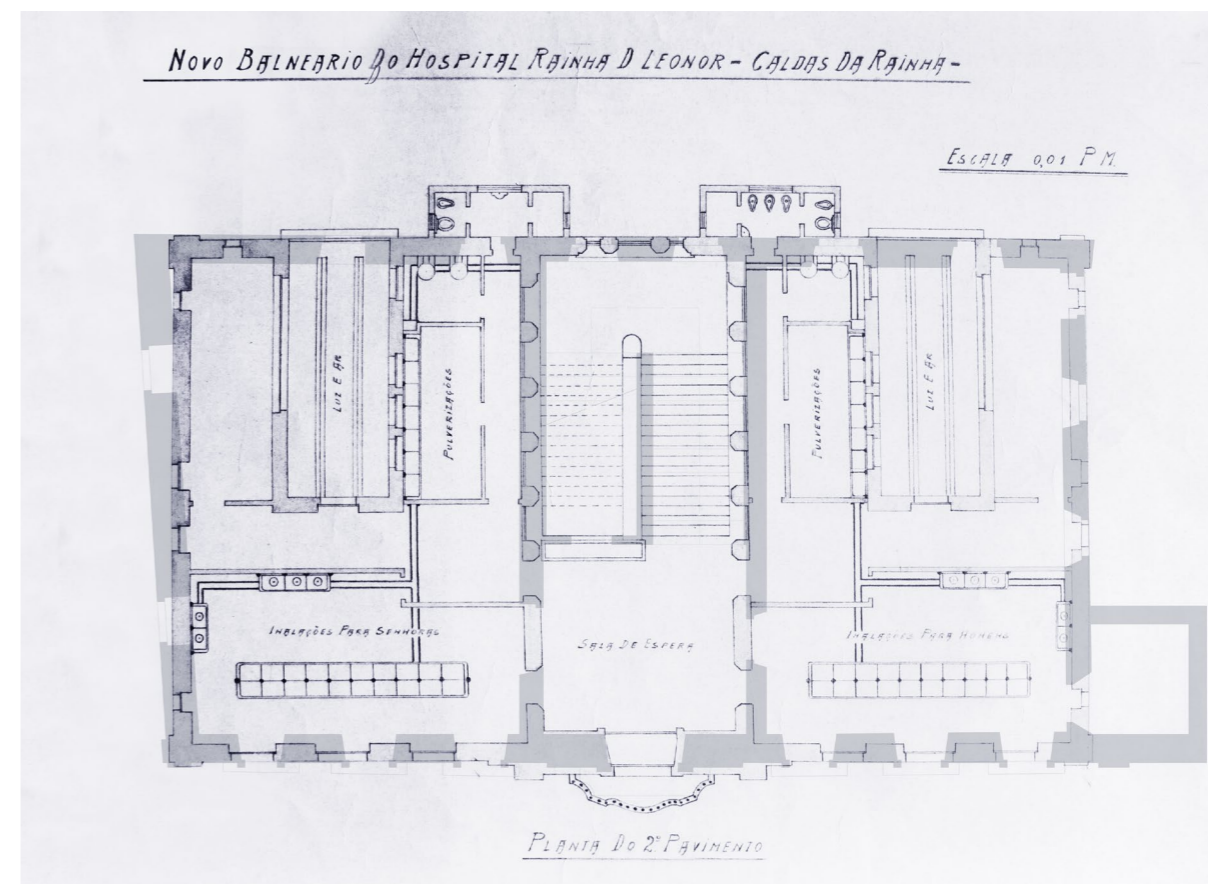 NOVO BALNEARIO DO HOSPITAL RAINHA D LEONOR - CALDAS DA RAINHA -
ESCALA 0,01 P.M.
LUZ E AR
PULVERIZAÇÕES
PULVERIZAÇÕES
LUZ E AR
INALAÇÕES PARA SENHORAS
SALA DE ESPERA
INALAÇÕES PARA HOMENS
PLANTA DO 2º PAVIMENTO